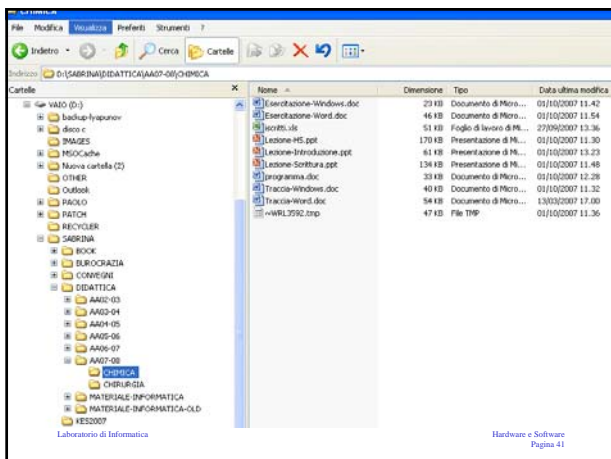 CHIMICA
File Modifica Visualizza Preferiti Strumenti ?
Indietro Cerca Cartelle
Indirizzo D:\SABRINA\DIDATTICA\AA07-08\CHIMICA
Cartelle
VAIO (D:)
backup-lyapunov
disco c
IMAGES
MSOCache
Nuova cartella (2)
OTHER
Outlook
PAOLO
PATCH
RECYCLER
SABRINA
BOOK
BUROCRAZIA
CONVEGNI
DIDATTICA
AA02-03
AA03-04
AA04-05
AA05-06
AA06-07
AA07-08
CHIMICA
CHIRURGIA
MATERIALE-INFORMATICA
MATERIALE-INFORMATICA-OLD
KES2007
Nome Dimensione Tipo Data ultima modifica
Esercitazione-Windows.doc 23 KB Documento di Micro... 01/10/2007 11.42
Esercitazione-Word.doc 46 KB Documento di Micro... 01/10/2007 11.54
iscritti.xls 51 KB Foglio di lavoro di Mi... 27/09/2007 13.36
Lezione-HS.ppt 170 KB Presentazione di Mi... 01/10/2007 11.30
Lezione-Introduzione.ppt 61 KB Presentazione di Mi... 01/10/2007 13.23
Lezione-Scrittura.ppt 134 KB Presentazione di Mi... 01/10/2007 11.48
programma.doc 33 KB Documento di Micro... 01/10/2007 12.28
Traccia-Windows.doc 40 KB Documento di Micro... 01/10/2007 11.32
Traccia-Word.doc 54 KB Documento di Micro... 13/03/2007 17.00
~WRL3592.tmp 47 KB File TMP 01/10/2007 11.36
Laboratorio di Informatica
Hardware e Software
Pagina 41